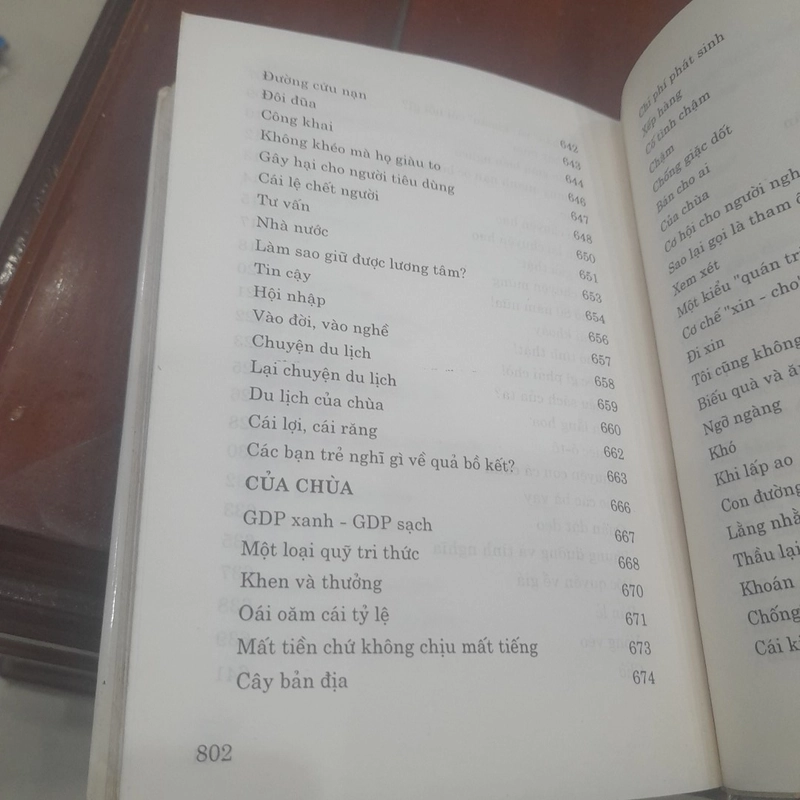 Đường cứu nạn 642
Đôi đũa 643
Công khai 644
Không khéo mà họ giàu to 646
Gây hại cho người tiêu dùng 647
Cái lệ chết người 648
Tư vấn 650
Nhà nước 651
Làm sao giữ được lương tâm? 653
Tin cậy 654
Hội nhập 656
Vào đời, vào nghề 657
Chuyện du lịch 658
Lại chuyện du lịch 659
Du lịch của chùa 660
Cái lợi, cái răng 662
Các bạn trẻ nghĩ gì về quả bồ kết? 663
CỦA CHÙA 666
GDP xanh - GDP sạch 667
Một loại quỹ tri thức 668
Khen và thưởng 670
Oái oăm cái tỷ lệ 671
Mất tiền chứ không chịu mất tiếng 673
Cây bản địa 674
802
Chi phí phát sinh
Xếp hàng
Cố tình chậm
Chậm
Chống giặc dốt
Bán cho ai
Của chùa
Cơ hội cho người
Sao lại gọi là tham
Xem xét
Một kiểu "quán
Cơ chế "xin - cho"
Đi xin
Tôi cũng không
Biếu quà và
Ngỡ ngàng
Khó
Khi lấp ao
Con đường
Lằng
Thầu lại
Khoán
Chống
Cái